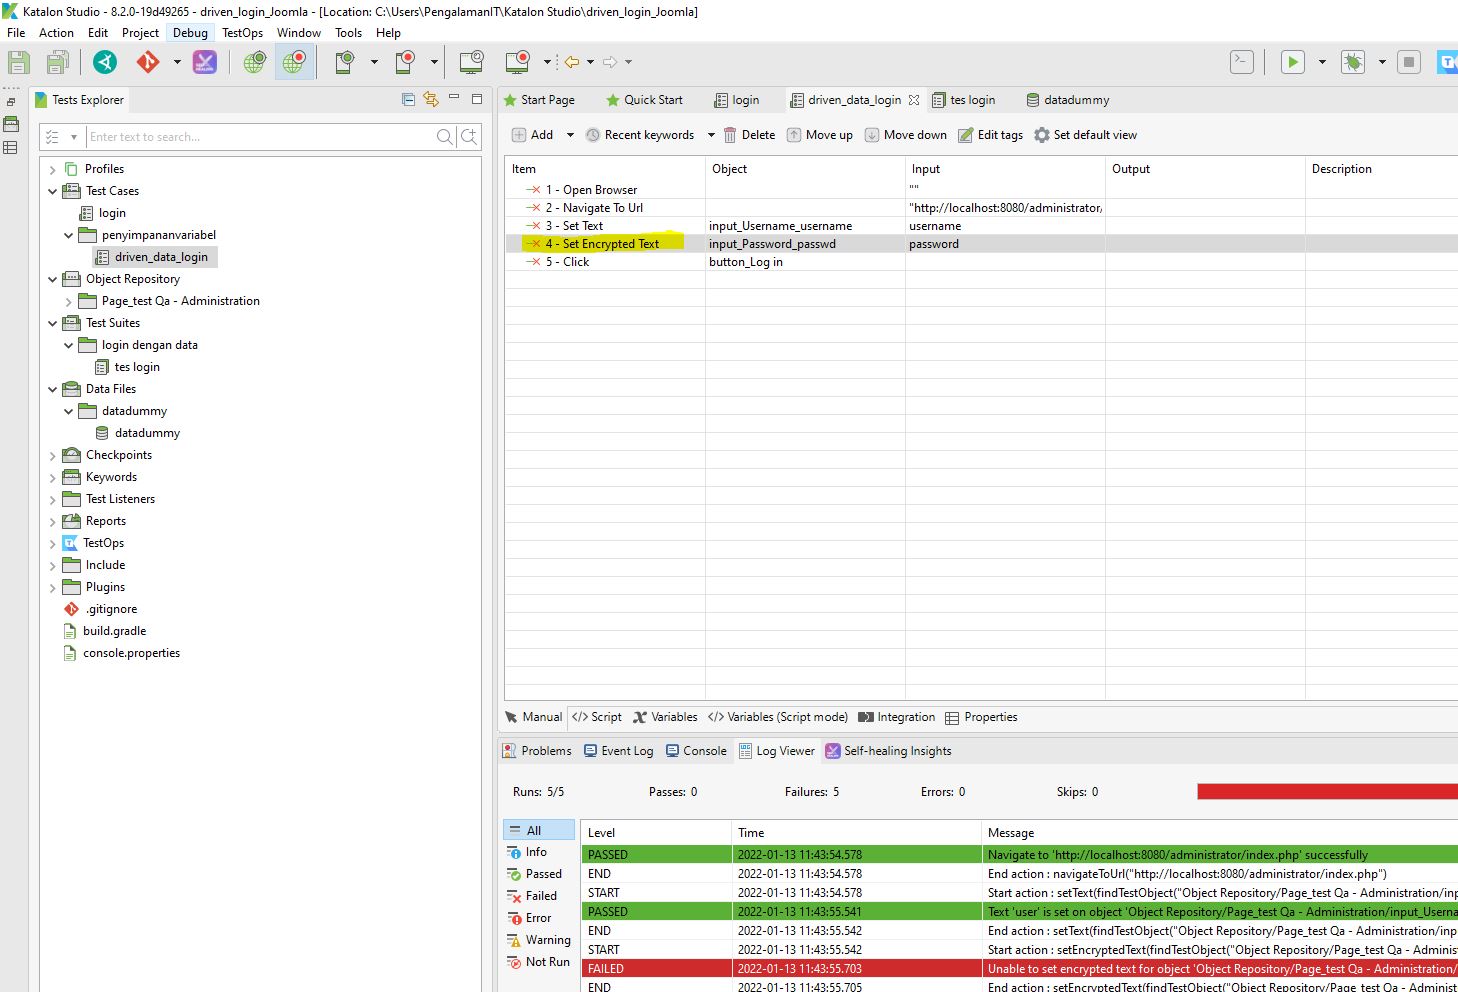 Katalon Studio - 8.2.0-19d49265 - driven_login_Joomla - [Location: C:\Users\PengalamanIT\Katalon Studio\driven_login_Joomla]
File Action Edit Project Debug TestOps Window Tools Help
Tests Explorer
Enter text to search...
Profiles
Test Cases
login
penyimpananvariabel
driven_data_login
Object Repository
Page_test Qa - Administration
Test Suites
login dengan data
tes login
Data Files
datadummy
datadummy
Checkpoints
Keywords
Test Listeners
Reports
TestOps
Include
Plugins
.gitignore
build.gradle
console.properties
Start Page Quick Start login driven_data_login tes login datadummy
Add Recent keywords Delete Move up Move down Edit tags Set default view
Item Object Input Output Description
1 - Open Browser ""
2 - Navigate To Url "http://localhost:8080/administrator/
3 - Set Text input_Username_username username
4 - Set Encrypted Text input_Password_passwd password
5 - Click button_Log in
Manual </> Script Variables </> Variables (Script mode) Integration Properties
Problems Event Log Console Log Viewer Self-healing Insights
Runs: 5/5 Passes: 0 Failures: 5 Errors: 0 Skips: 0
All
Info
Passed
Failed
Error
Warning
Not Run
Level Time Message
PASSED 2022-01-13 11:43:54.578 Navigate to 'http://localhost:8080/administrator/index.php' successfully
END 2022-01-13 11:43:54.578 End action : navigateToUrl("http://localhost:8080/administrator/index.php")
START 2022-01-13 11:43:54.578 Start action : setText(findTestObject("Object Repository/Page_test Qa - Administration/inp
PASSED 2022-01-13 11:43:55.541 Text 'user' is set on object 'Object Repository/Page_test Qa - Administration/input_Userna
END 2022-01-13 11:43:55.542 End action : setText(findTestObject("Object Repository/Page_test Qa - Administration/inp
START 2022-01-13 11:43:55.542 Start action : setEncryptedText(findTestObject("Object Repository/Page_test Qa - Adminis
FAILED 2022-01-13 11:43:55.703 Unable to set encrypted text for object 'Object Repository/Page_test Qa - Administration/
END 2022-01-13 11:43:55.705 End action : setEncryptedText(findTestObject("Object Repository/Page_test Qa - Administ